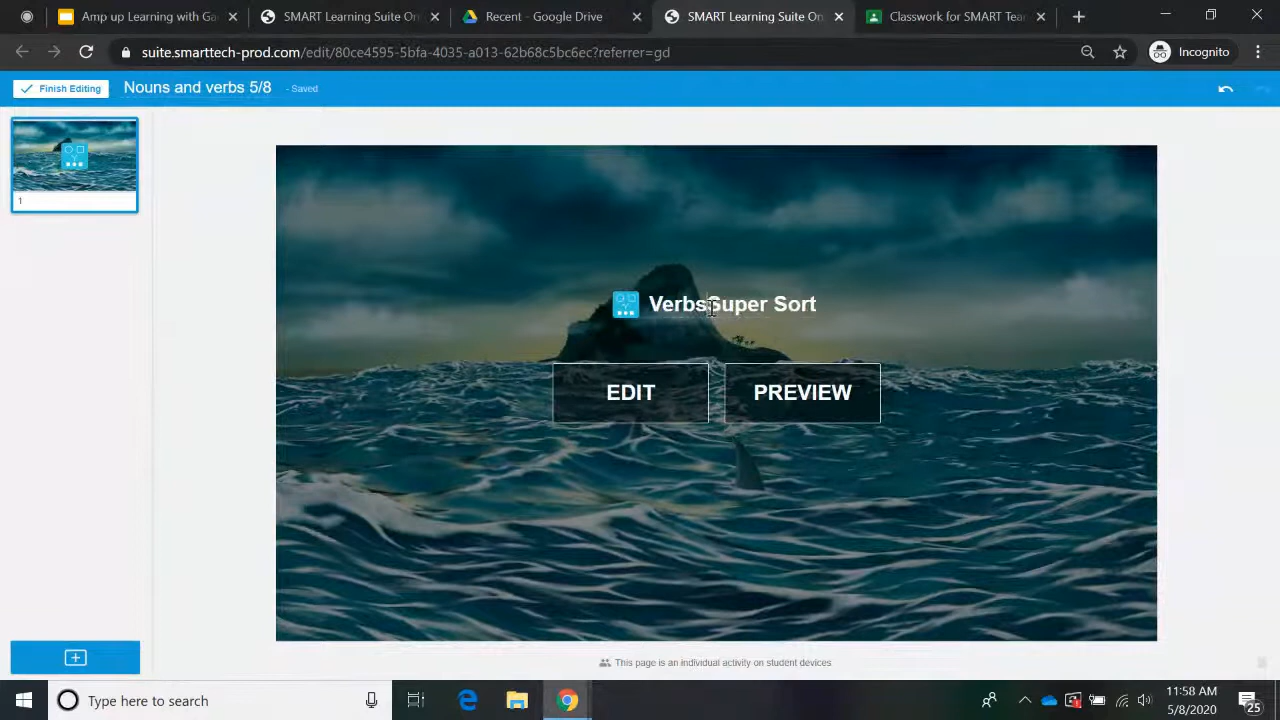 Amp up Learning with Ga
SMART Learning Suite On
Recent - Google Drive
SMART Learning Suite On
Classwork for SMART Tea
suite.smarttech-prod.com/edit/80ce4595-5bfa-4035-a013-62b68c5bc6ec?referrer=gd
Incognito
Finish Editing
Nouns and verbs 5/8
- Saved
1
VerbsSuper Sort
EDIT
PREVIEW
This page is an individual activity on student devices
Type here to search
11:58 AM
5/8/2020
25